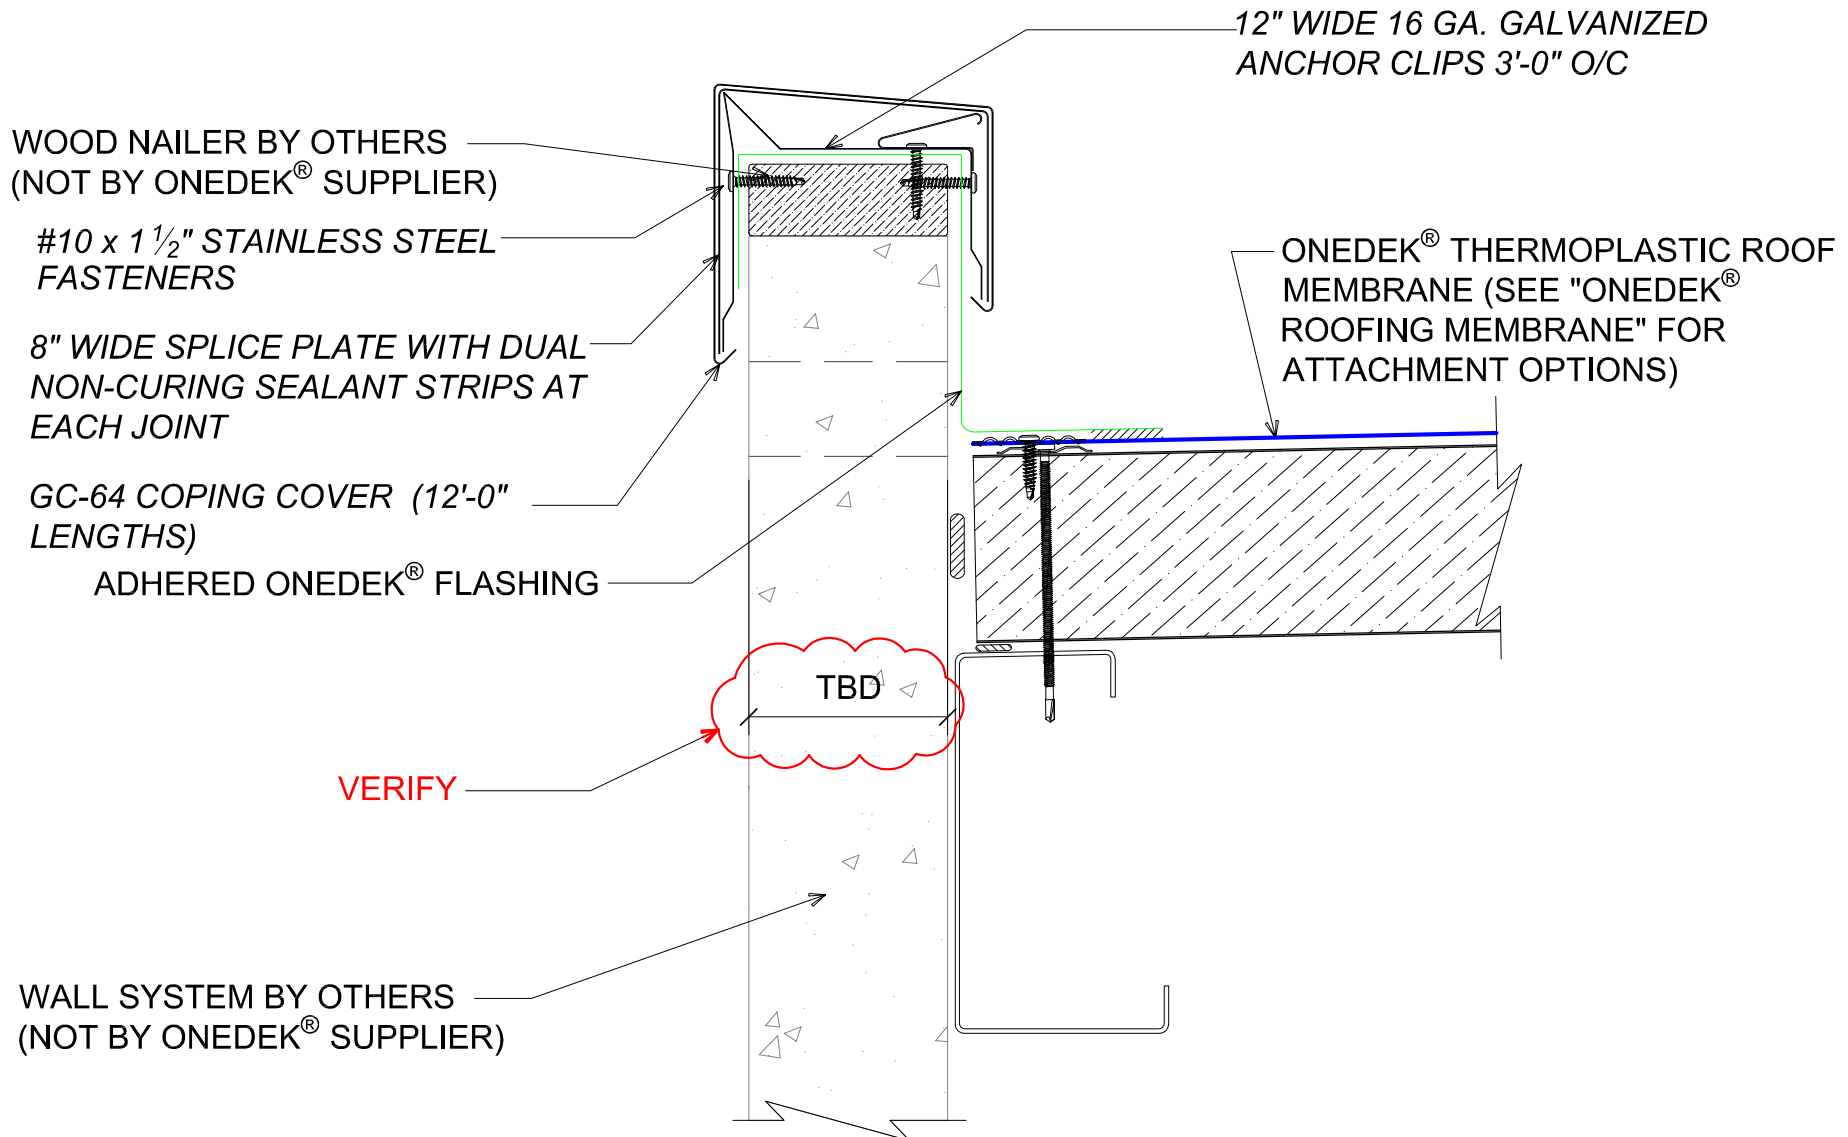 12" WIDE 16 GA. GALVANIZED
ANCHOR CLIPS 3'-0" O/C
WOOD NAILER BY OTHERS
(NOT BY ONEDEK® SUPPLIER)
#10 x 1 ½" STAINLESS STEEL
FASTENERS
8" WIDE SPLICE PLATE WITH DUAL
NON-CURING SEALANT STRIPS AT
EACH JOINT
GC-64 COPING COVER (12'-0"
LENGTHS)
ADHERED ONEDEK® FLASHING
ONEDEK® THERMOPLASTIC ROOF
MEMBRANE (SEE "ONEDEK®
ROOFING MEMBRANE" FOR
ATTACHMENT OPTIONS)
TBD
VERIFY
WALL SYSTEM BY OTHERS
(NOT BY ONEDEK® SUPPLIER)